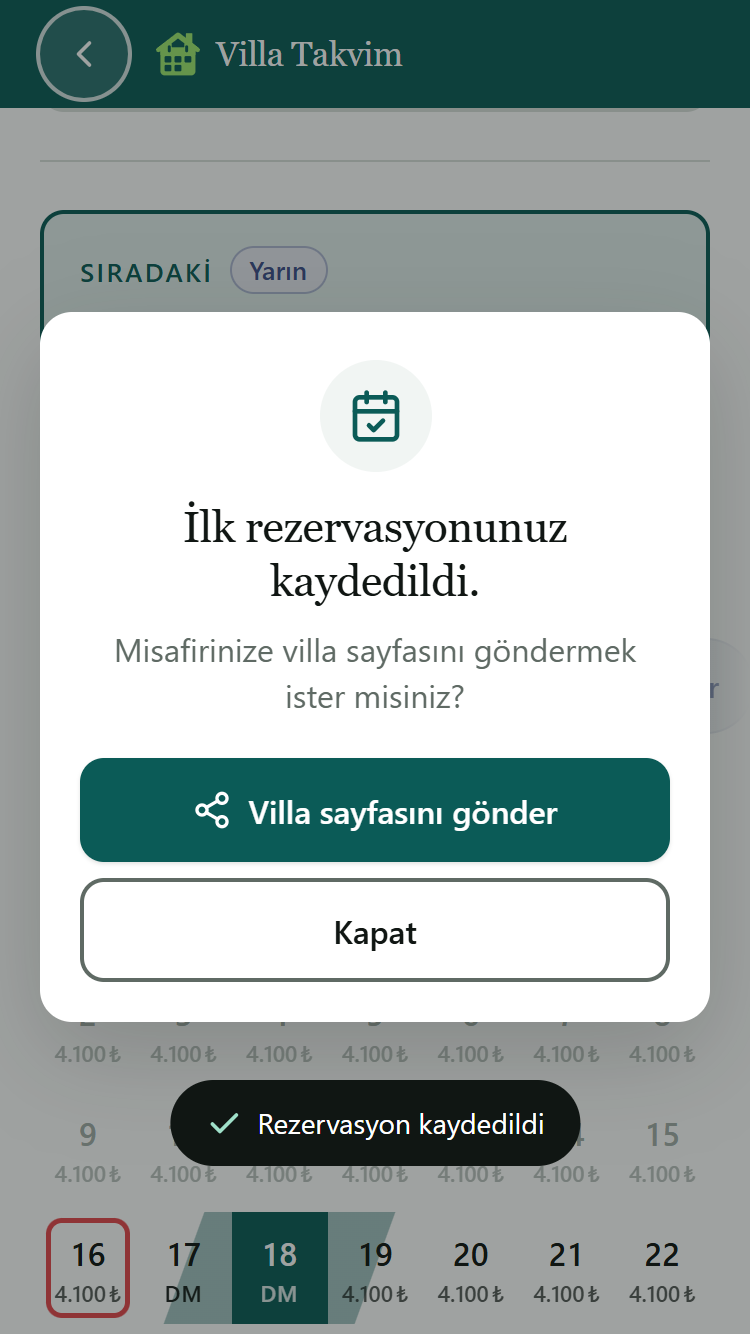 Villa Takvim
SIRADAKİ Yarın
İlk rezervasyonunuz
kaydedildi.
Misafirinize villa sayfasını göndermek
ister misiniz?
Villa sayfasını gönder
Kapat
4.100 ₺ 4.100 ₺ 4.100 ₺ 4.100 ₺ 4.100 ₺ 4.100 ₺ 4.100 ₺
Rezervasyon kaydedildi
9 15
4.100 ₺ 4.100 ₺ 4.100 ₺ 4.100 ₺ 4.100 ₺ 4.100 ₺ 4.100 ₺
16 17 18 19 20 21 22
4.100 ₺ DM DM 4.100 ₺ 4.100 ₺ 4.100 ₺ 4.100 ₺